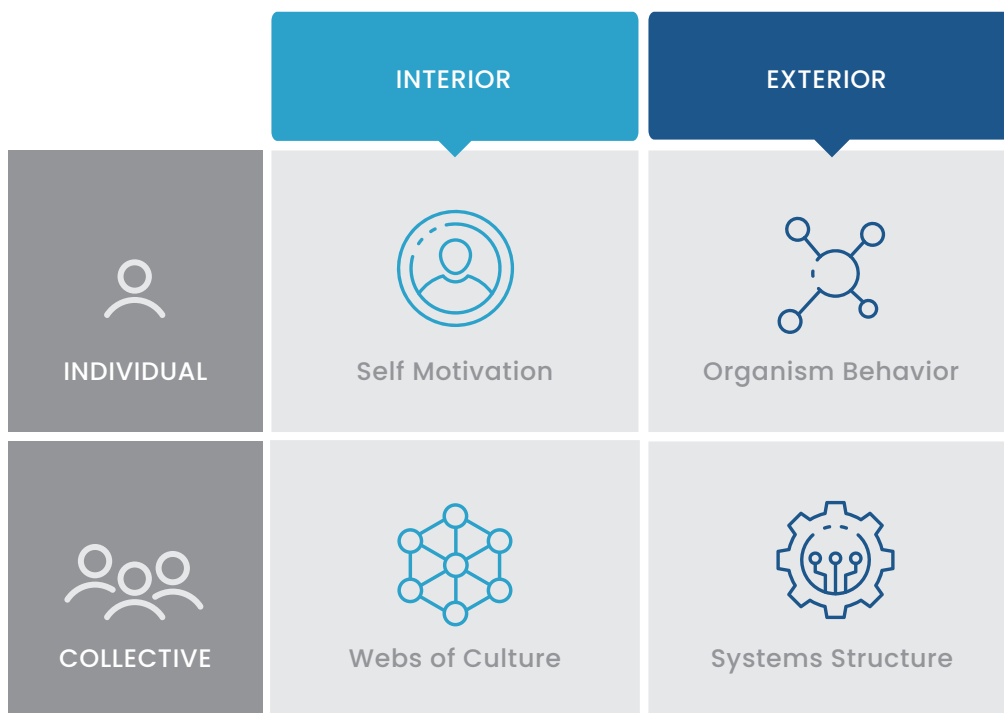 INTERIOR
EXTERIOR
INDIVIDUAL
Self Motivation
Organism Behavior
COLLECTIVE
Webs of Culture
Systems Structure